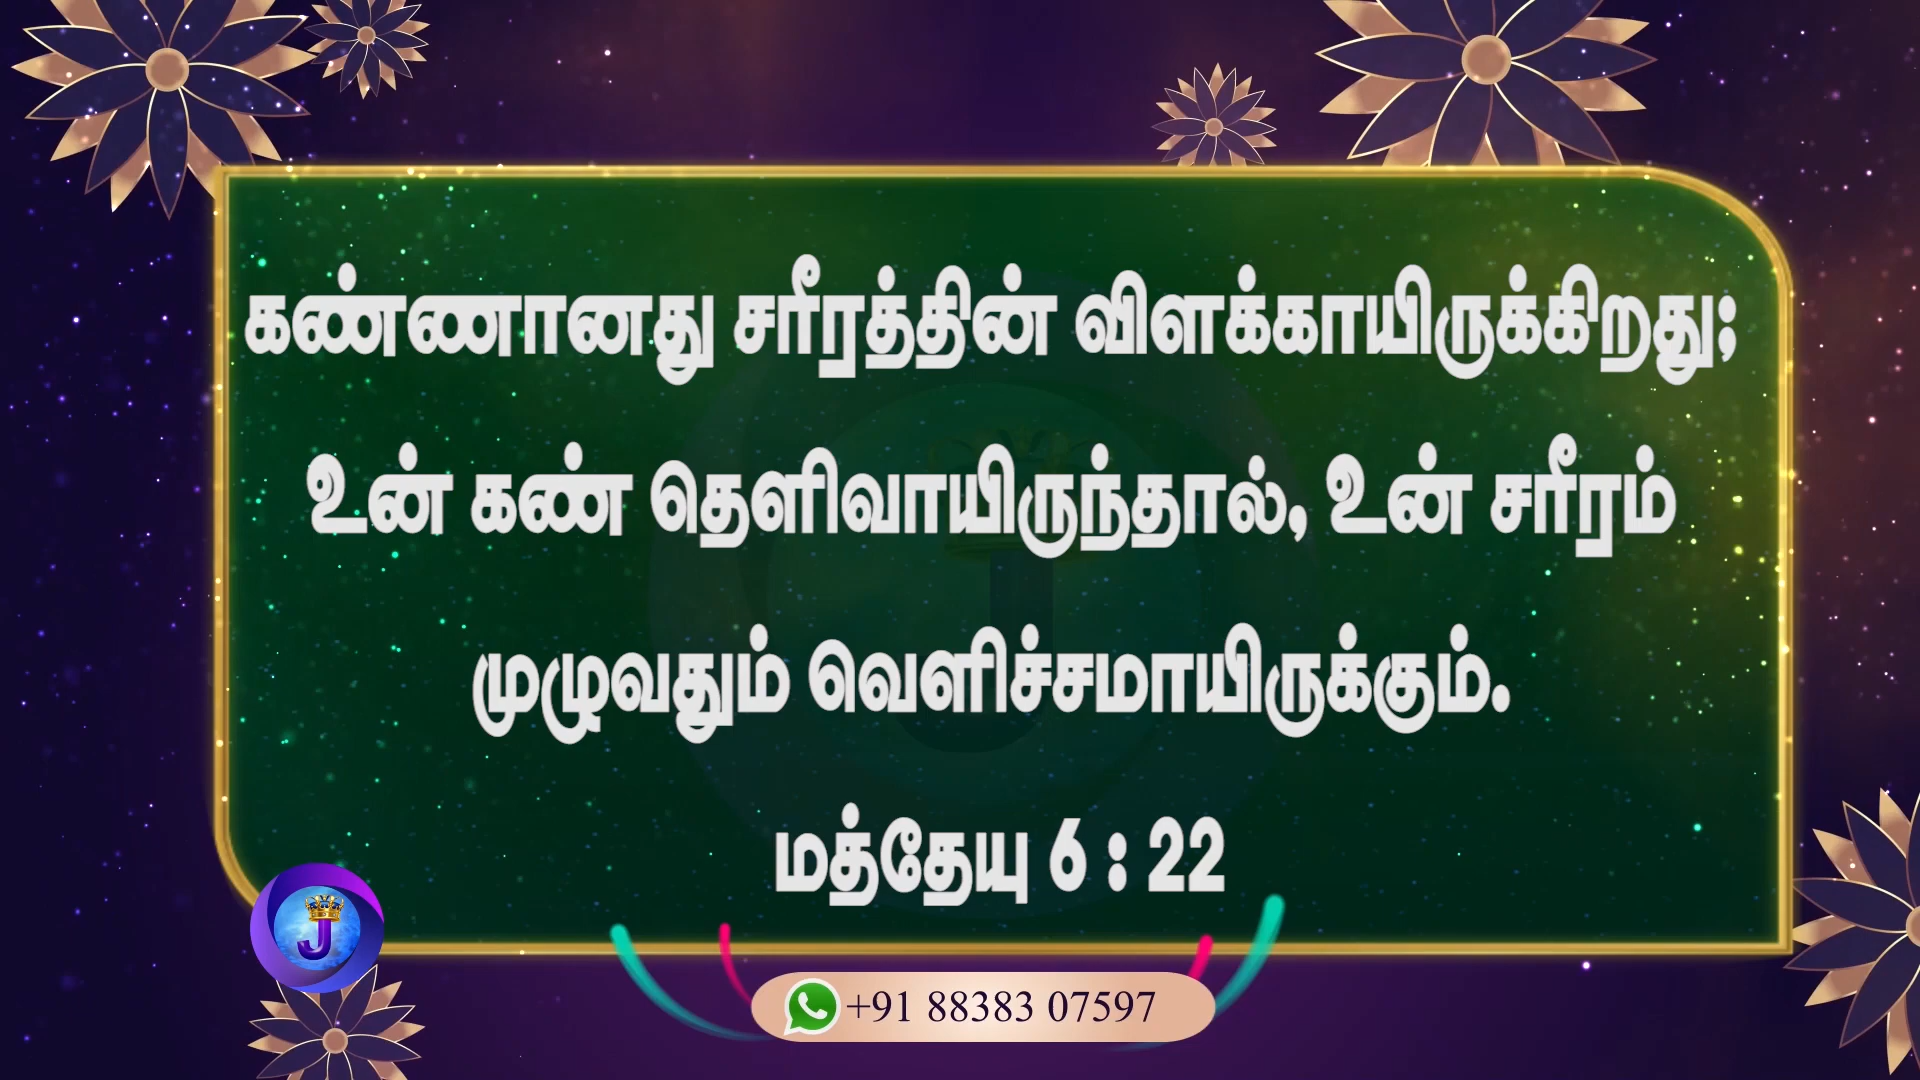 கண்ணானது சரீரத்தின் விளக்காயிருக்கிறது;
உன் கண் தெளிவாயிருந்தால், உன் சரீரம்
முழுவதும் வெளிச்சமாயிருக்கும்.
மத்தேயு 6 : 22
J
+91 88383 07597